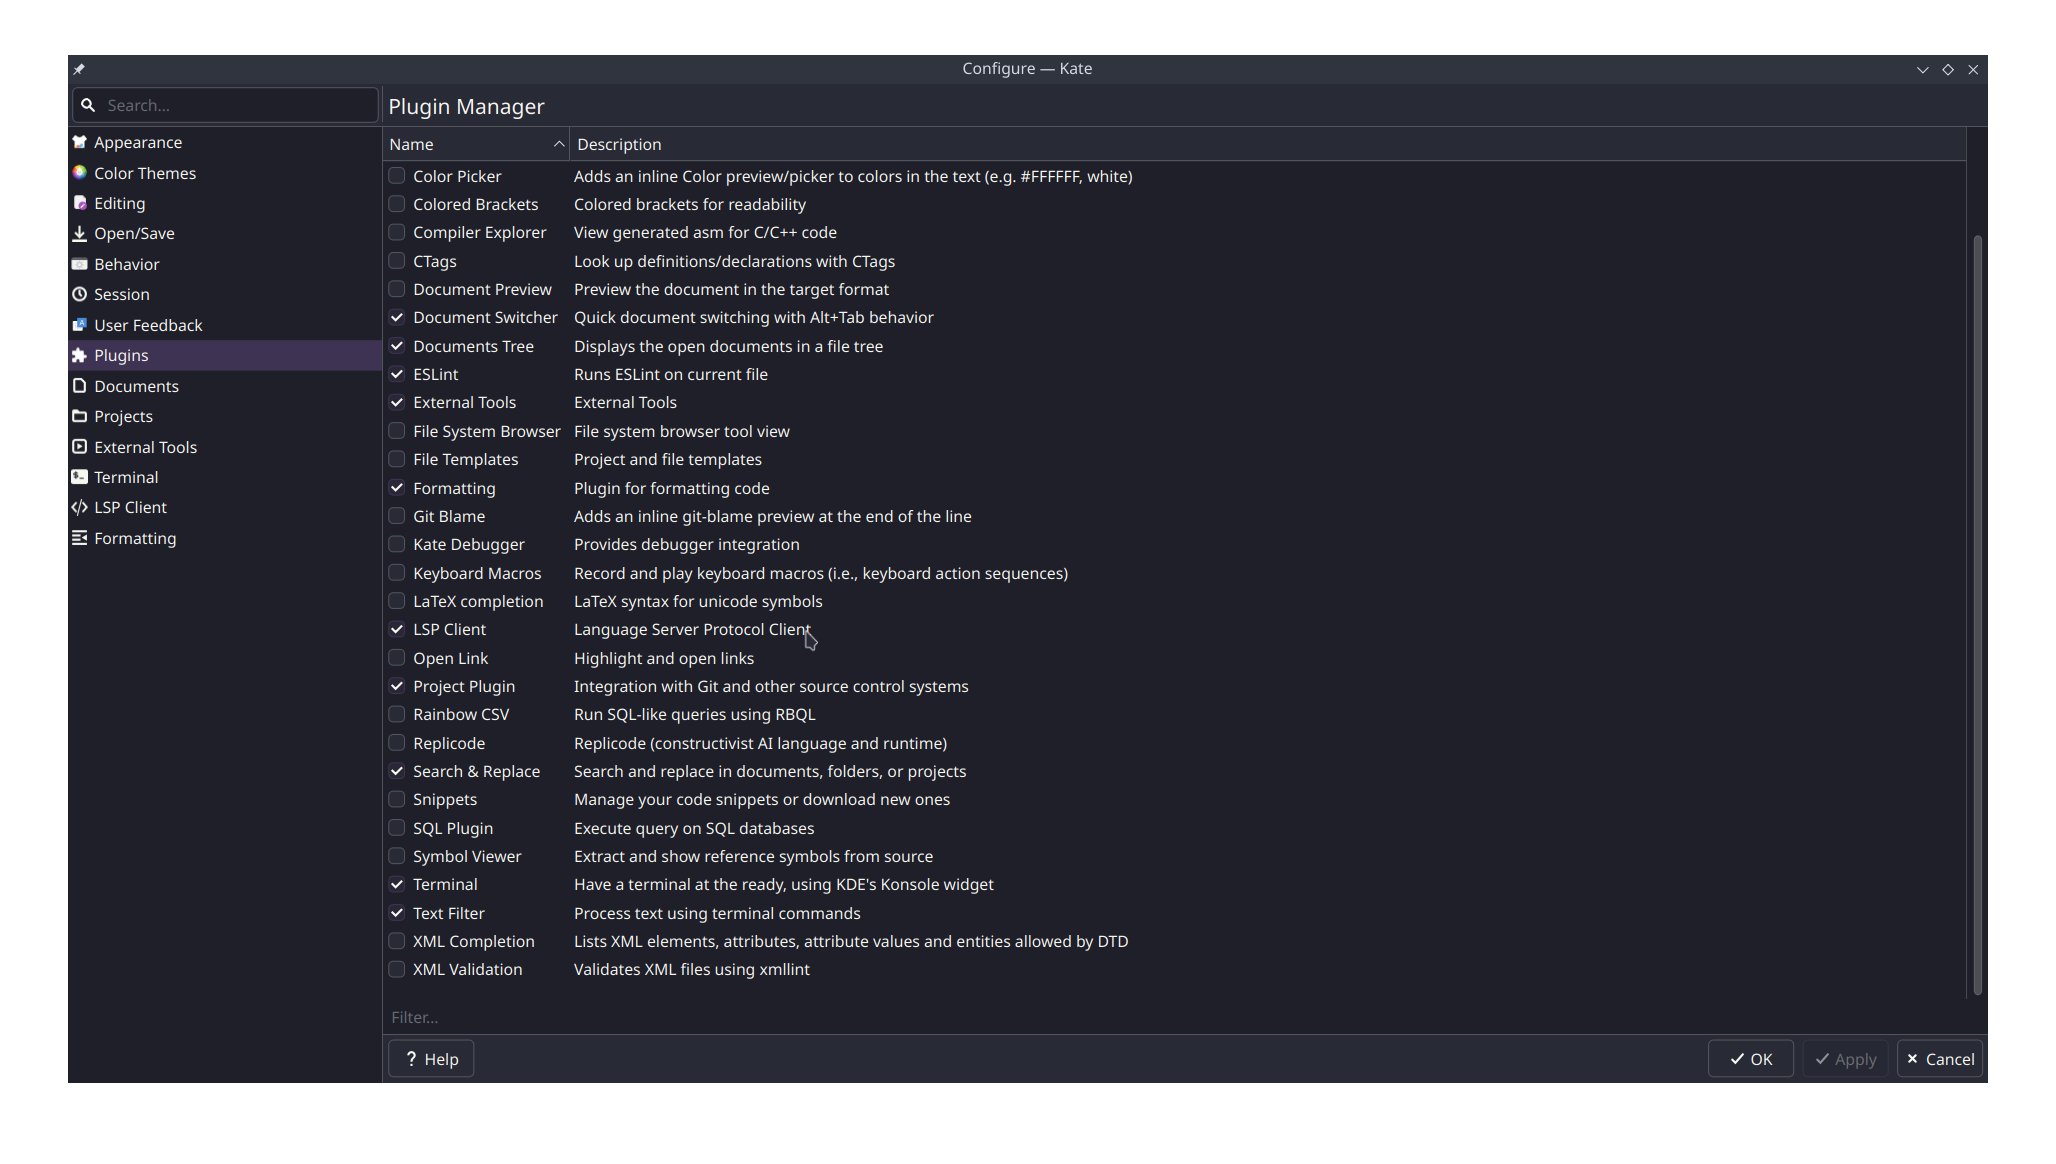 Configure — Kate
Search...
Plugin Manager
Appearance
Color Themes
Editing
Open/Save
Behavior
Session
User Feedback
Plugins
Documents
Projects
External Tools
Terminal
LSP Client
Formatting
Name Description
Color Picker Adds an inline Color preview/picker to colors in the text (e.g. #FFFFFF, white)
Colored Brackets Colored brackets for readability
Compiler Explorer View generated asm for C/C++ code
CTags Look up definitions/declarations with CTags
Document Preview Preview the document in the target format
Document Switcher Quick document switching with Alt+Tab behavior
Documents Tree Displays the open documents in a file tree
ESLint Runs ESLint on current file
External Tools External Tools
File System Browser File system browser tool view
File Templates Project and file templates
Formatting Plugin for formatting code
Git Blame Adds an inline git-blame preview at the end of the line
Kate Debugger Provides debugger integration
Keyboard Macros Record and play keyboard macros (i.e., keyboard action sequences)
LaTeX completion LaTeX syntax for unicode symbols
LSP Client Language Server Protocol Client
Open Link Highlight and open links
Project Plugin Integration with Git and other source control systems
Rainbow CSV Run SQL-like queries using RBQL
Replicode Replicode (constructivist AI language and runtime)
Search & Replace Search and replace in documents, folders, or projects
Snippets Manage your code snippets or download new ones
SQL Plugin Execute query on SQL databases
Symbol Viewer Extract and show reference symbols from source
Terminal Have a terminal at the ready, using KDE's Konsole widget
Text Filter Process text using terminal commands
XML Completion Lists XML elements, attributes, attribute values and entities allowed by DTD
XML Validation Validates XML files using xmllint
Filter...
? Help OK Apply Cancel